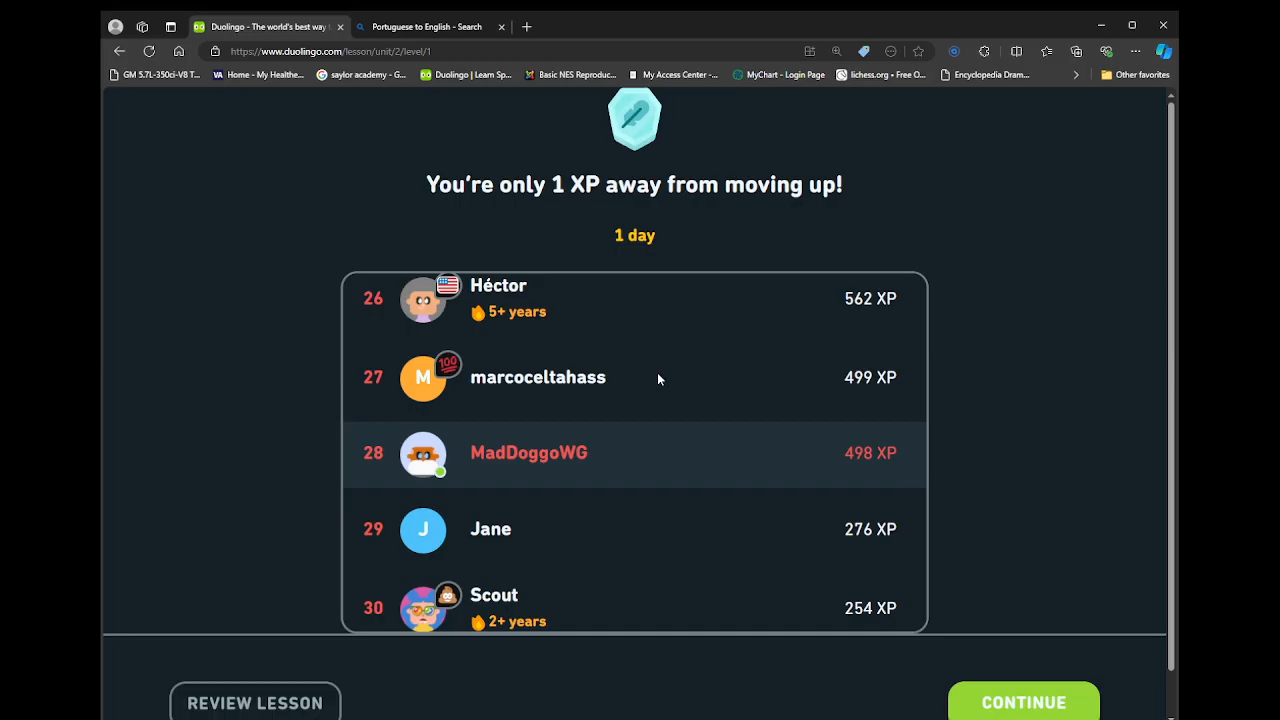 Duolingo - The world's best way t
Portuguese to English - Search
https://www.duolingo.com/lesson/unit/2/level/1
GM 5.7L-350ci-V8 T...
Home - My Healthe...
saylor academy - G...
Duolingo | Learn Sp...
Basic NES Reproduc...
My Access Center -...
MyChart - Login Page
lichess.org • Free O...
Encyclopedia Dram...
Other favorites
You're only 1 XP away from moving up!
1 day
26 Héctor 562 XP
5+ years
27 M 100 marcoceltahass 499 XP
28 MadDoggoWG 498 XP
29 J Jane 276 XP
30 Scout 254 XP
2+ years
REVIEW LESSON
CONTINUE